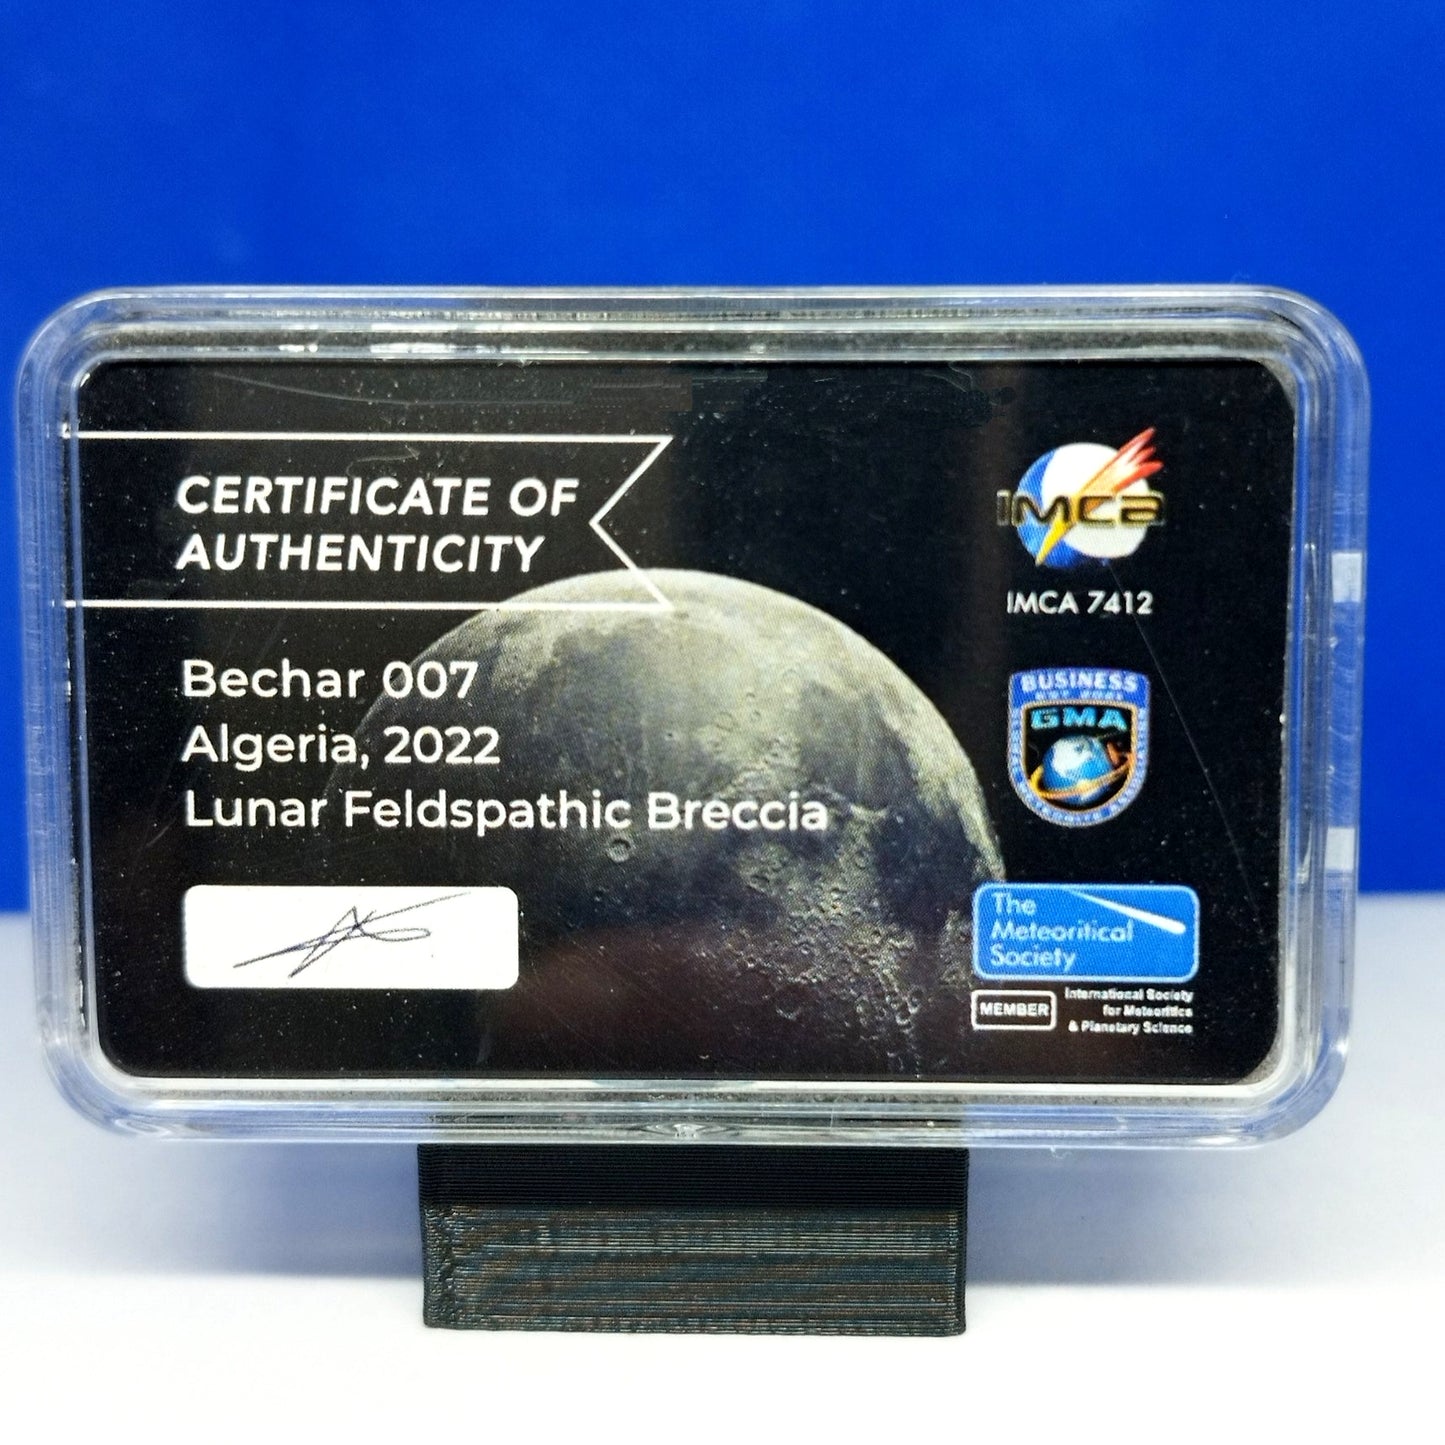 CERTIFICATE OF
AUTHENTICITY
Bechar 007
Algeria, 2022
Lunar Feldspathic Breccia
IMCA
IMCA 7412
BUSINESS
GMA
The
Meteoritical
Society
MEMBER
International Society
for Meteoritics
& Planetary Science